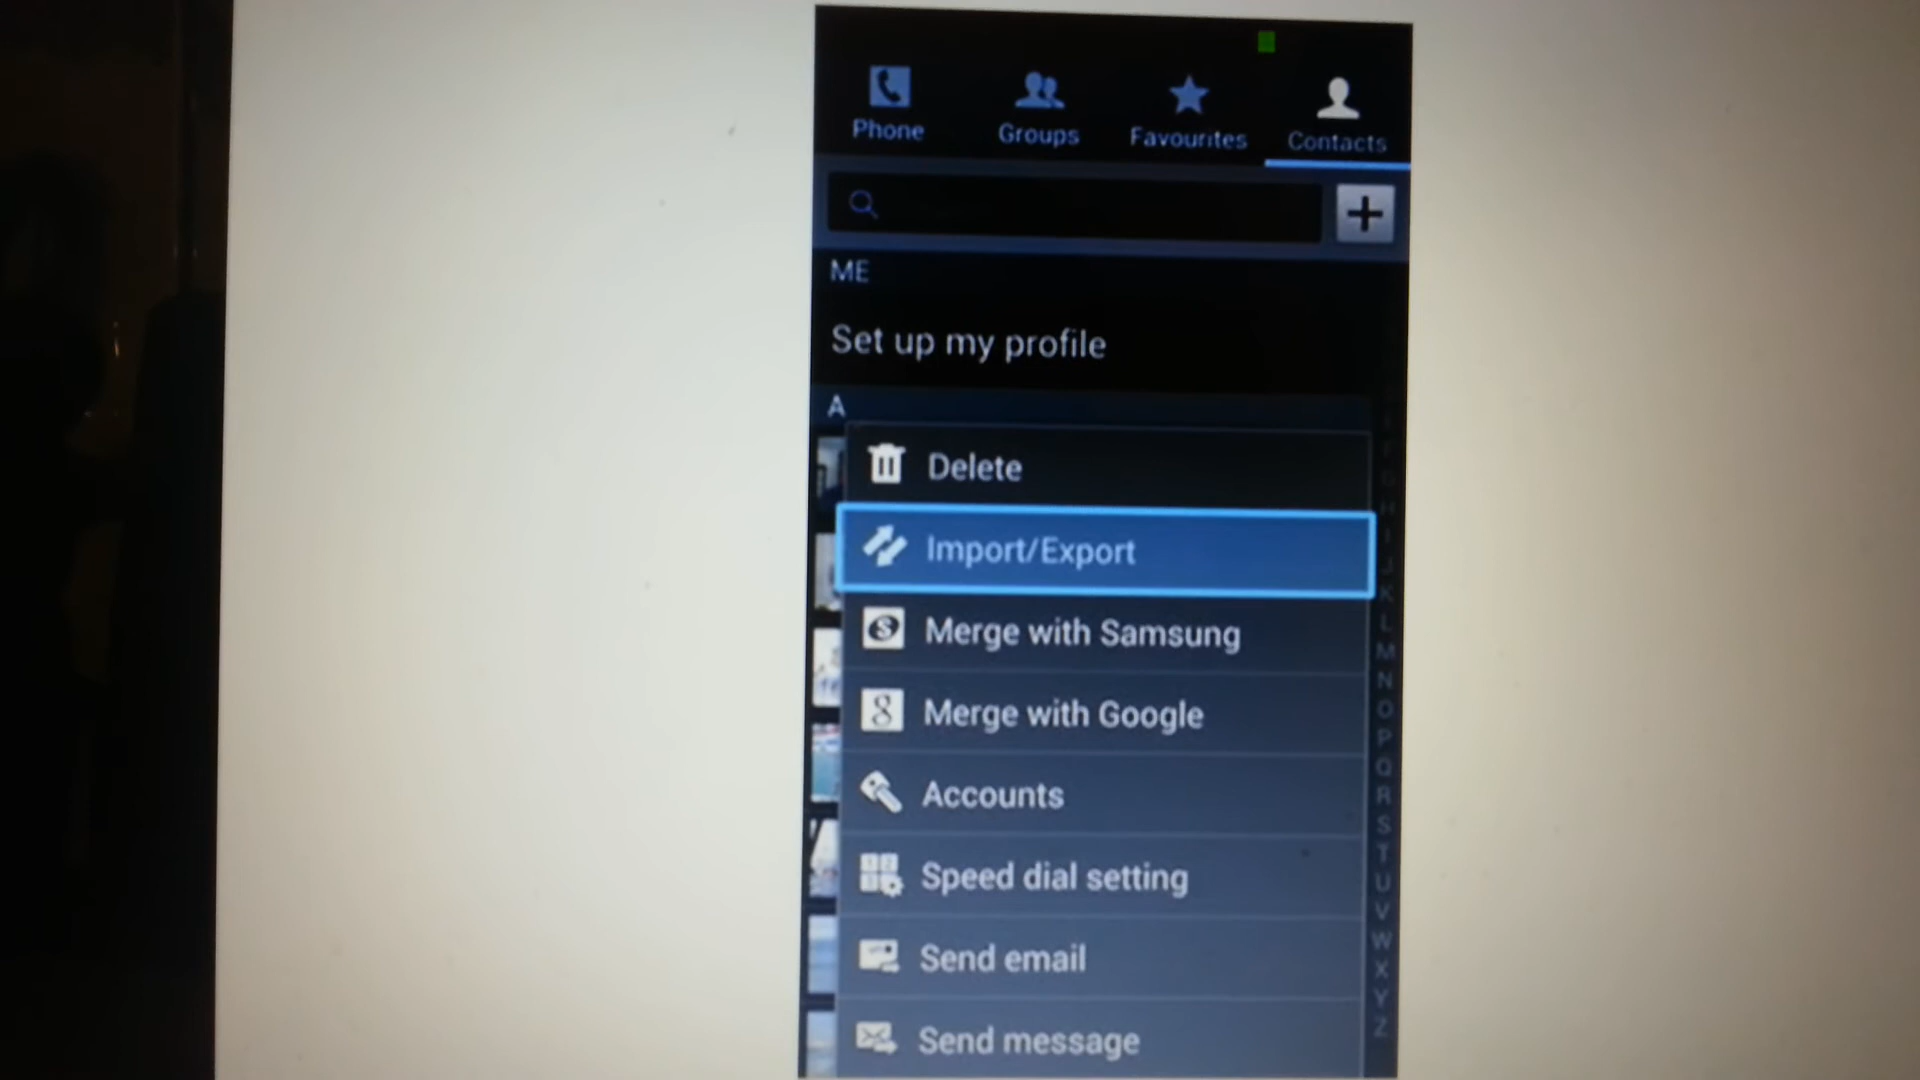 Phone Groups Favourites Contacts
ME
Set up my profile
A
Delete
Import/Export
Merge with Samsung
Merge with Google
Accounts
Speed dial setting
Send email
Send message
H
I
J
K
L
M
N
O
P
Q
R
S
T
U
V
W
X
Y
Z